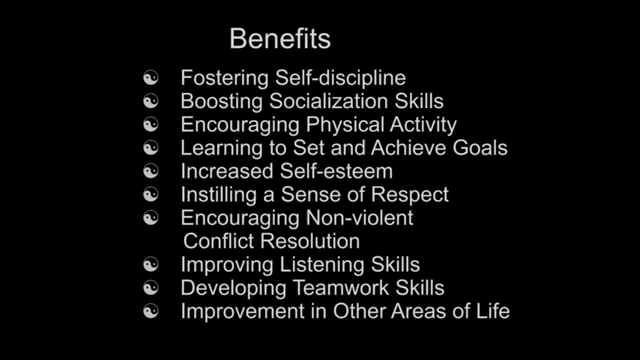 Benefits
☯ Fostering Self-discipline
☯ Boosting Socialization Skills
☯ Encouraging Physical Activity
☯ Learning to Set and Achieve Goals
☯ Increased Self-esteem
☯ Instilling a Sense of Respect
☯ Encouraging Non-violent
Conflict Resolution
☯ Improving Listening Skills
☯ Developing Teamwork Skills
☯ Improvement in Other Areas of Life